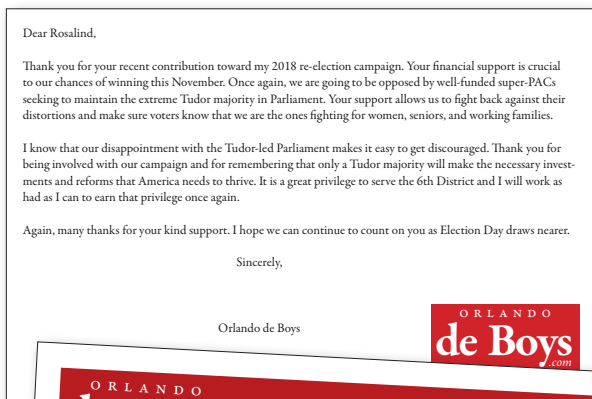 Dear Rosalind,
Thank you for your recent contribution toward my 2018 re-election campaign. Your financial support is crucial
to our chances of winning this November. Once again, we are going to be opposed by well-funded super-PACs
seeking to maintain the extreme Tudor majority in Parliament. Your support allows us to fight back against their
distortions and make sure voters know that we are the ones fighting for women, seniors, and working families.
I know that our disappointment with the Tudor-led Parliament makes it easy to get discouraged. Thank you for
being involved with our campaign and for remembering that only a Tudor majority will make the necessary invest-
ments and reforms that America needs to thrive. It is a great privilege to serve the 6th District and I will work as
had as I can to earn that privilege once again.
Again, many thanks for your kind support. I hope we can continue to count on you as Election Day draws nearer.
Sincerely,
Orlando de Boys
ORLANDO
de Boys
.com
ORLANDO